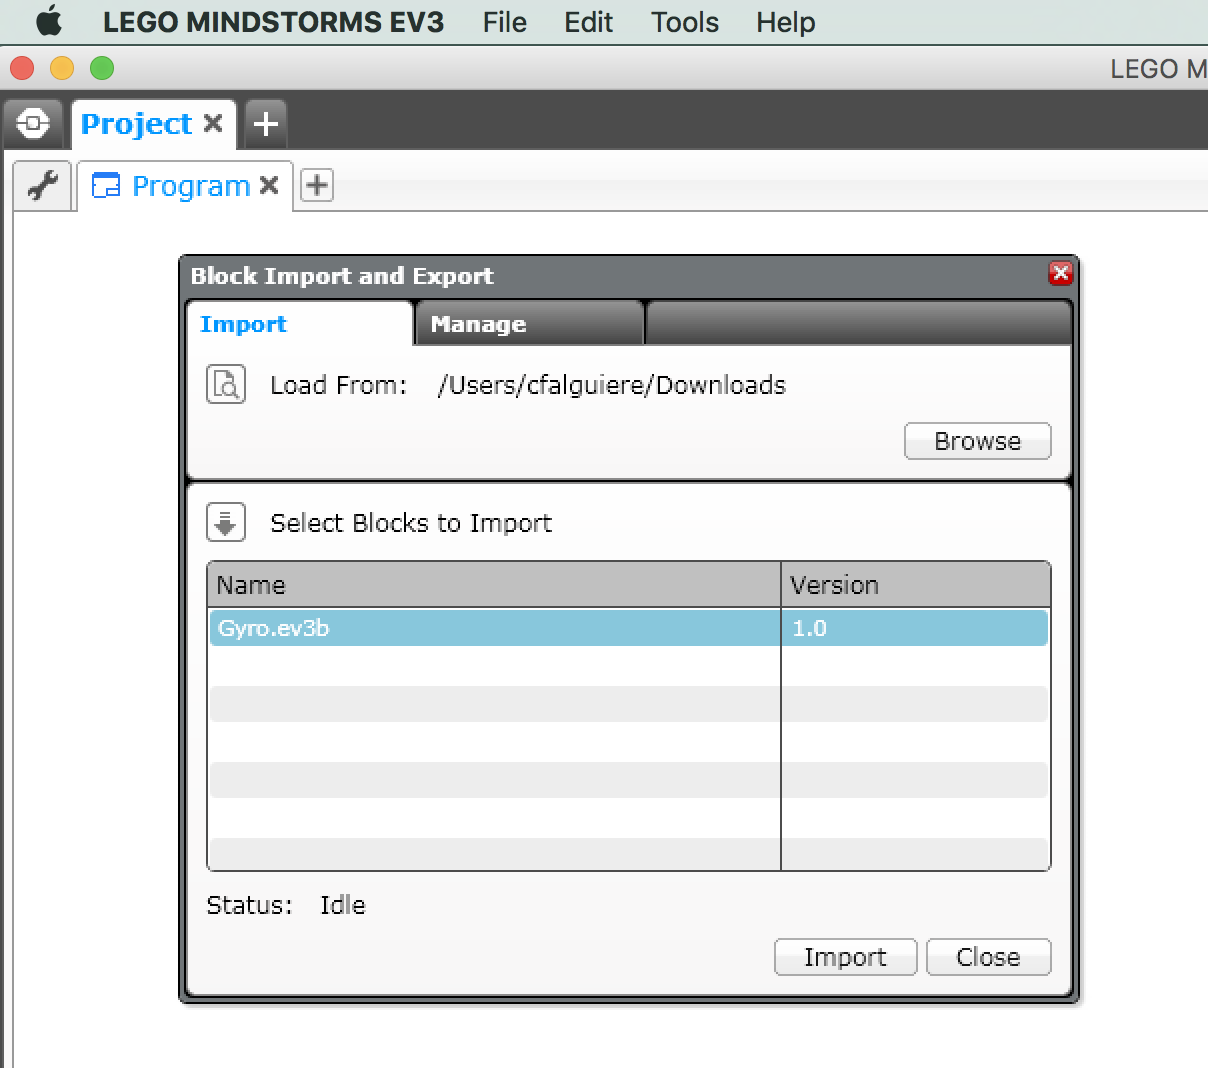 LEGO MINDSTORMS EV3 File Edit Tools Help
LEGO M
Project
Program
Block Import and Export
Import Manage
Load From: /Users/cfalguiere/Downloads
Browse
Select Blocks to Import
Name Version
Gyro.ev3b 1.0
Status: Idle
Import Close